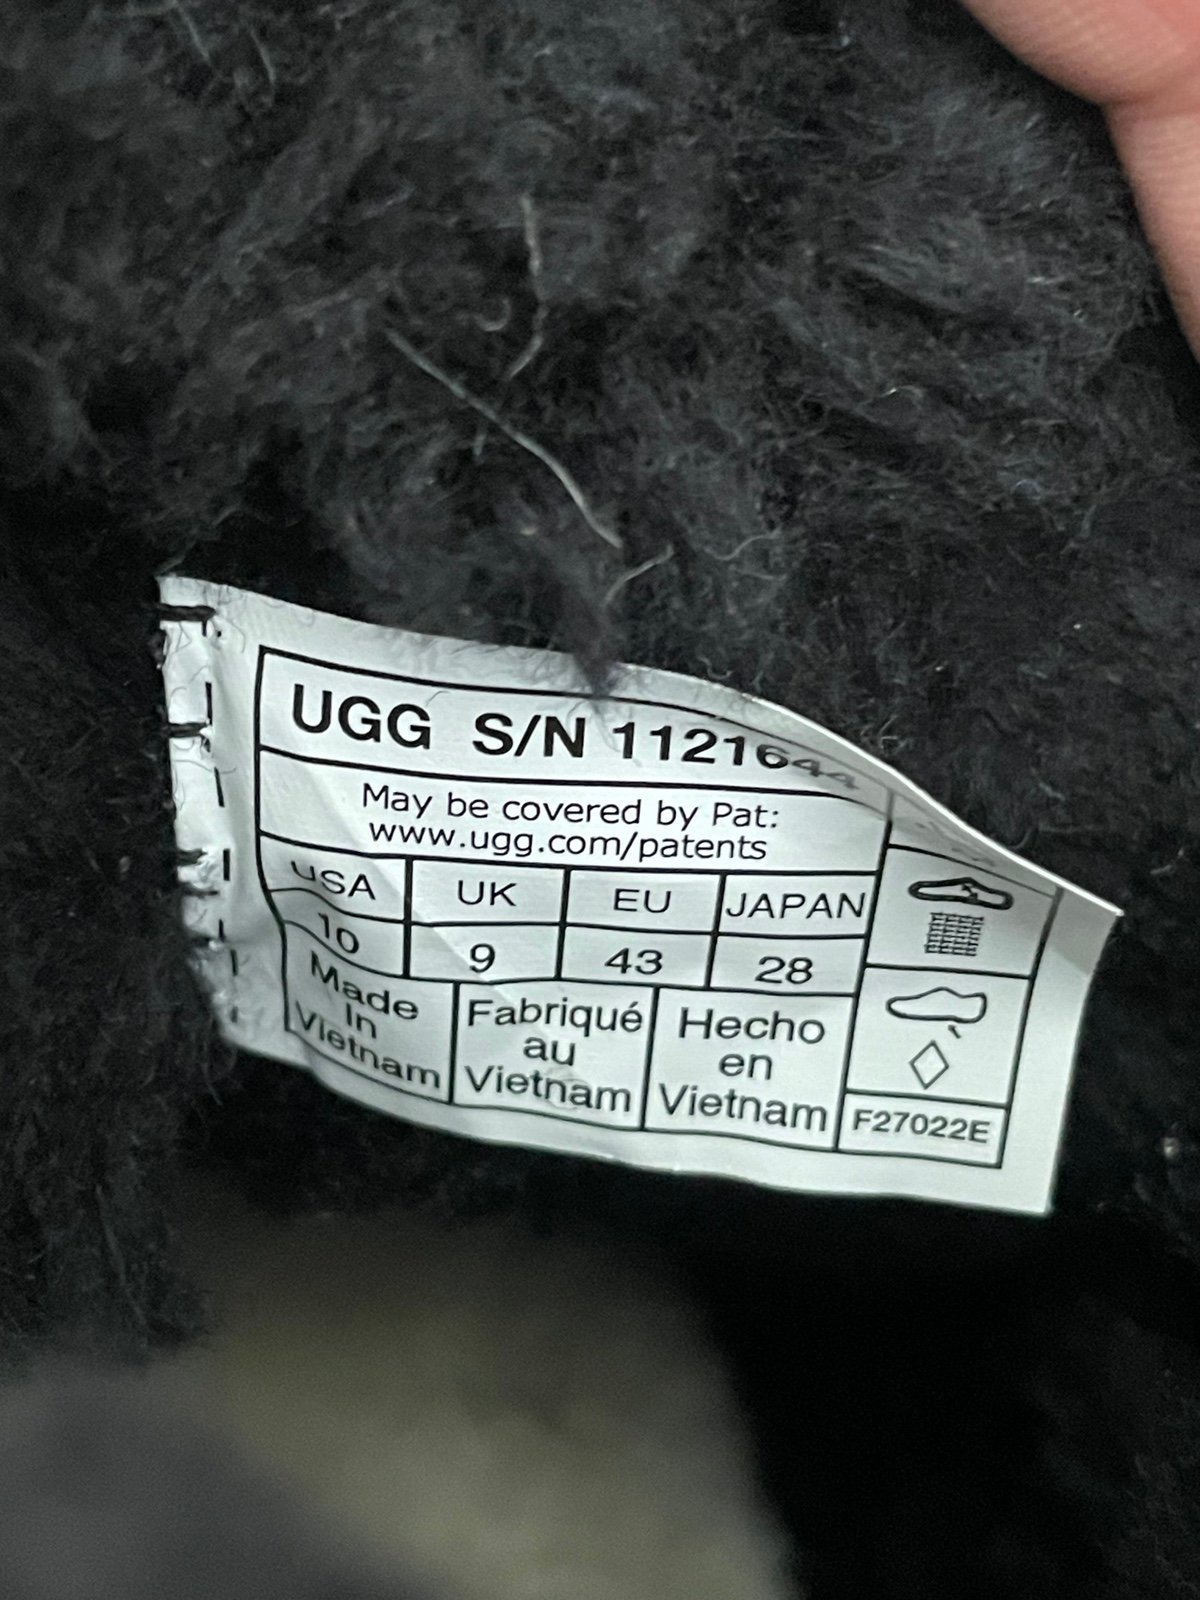 UGG S/N 1121644
May be covered by Pat:
www.ugg.com/patents
USA UK EU JAPAN
10 9 43 28
Made
In
Vietnam
Fabriqué
au
Vietnam
Hecho
en
Vietnam
F27022E